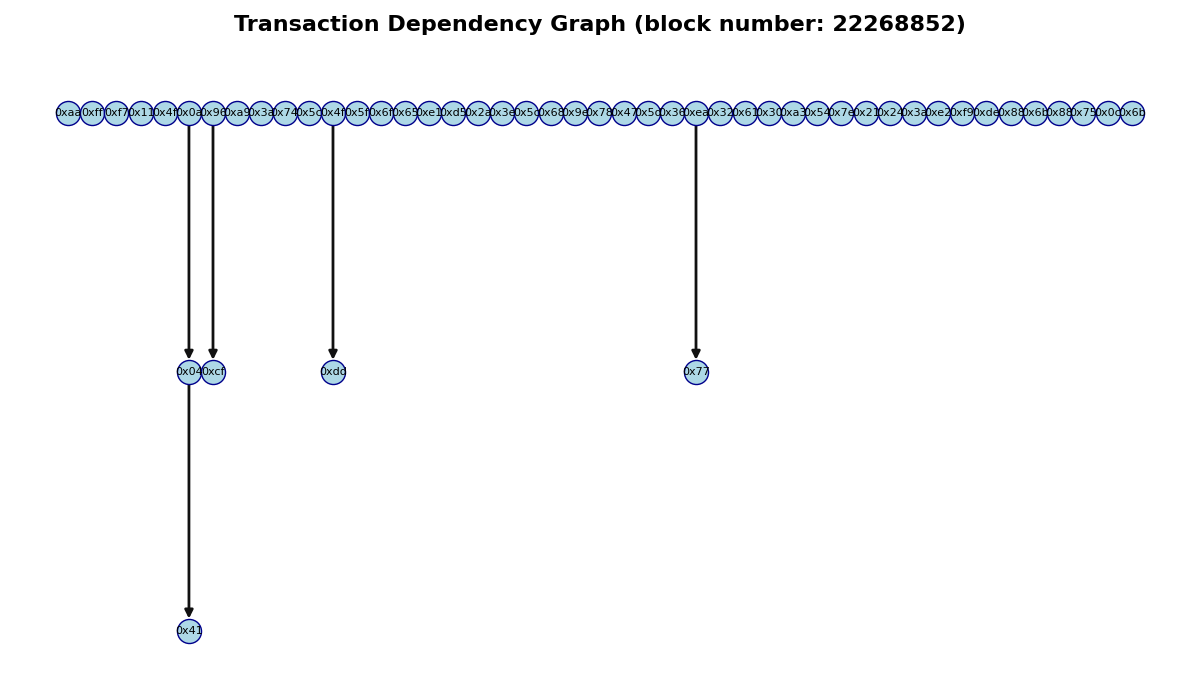 Transaction Dependency Graph (block number: 22268852)
0xaa 0xff 0xf7 0x11 0x4f 0x0a 0x96 0xa9 0x3a 0x74 0x5c 0x4f 0x5f 0x6f 0x65 0xe1 0xd5 0x2a 0x3e 0x5c 0x68 0x9e 0x78 0x47 0x5c 0x36 0xea 0x32 0x61 0x30 0xa3 0x54 0x7e 0x21 0x24 0x3a 0xe2 0xf9 0xde 0x88 0x6b 0x88 0x75 0x0c 0x6b
0x04 0xcf 0xdd 0x77
0x41